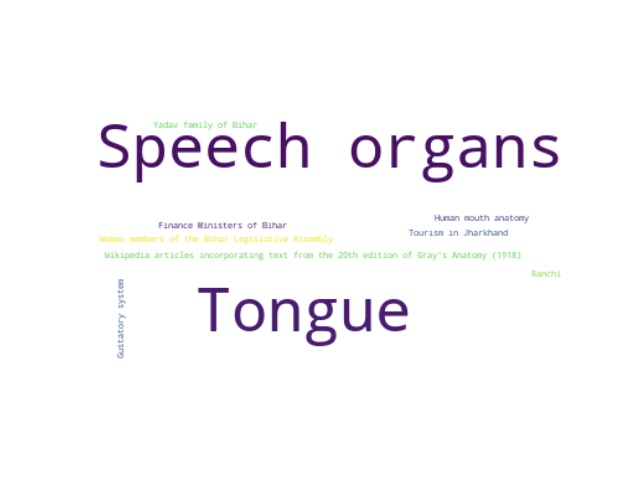 Yadav family of Bihar
Speech organs
Human mouth anatomy
Finance Ministers of Bihar
Tourism in Jharkhand
Women members of the Bihar Legislative Assembly
Wikipedia articles incorporating text from the 20th edition of Gray's Anatomy (1918)
Ranchi
Gustatory system
Tongue